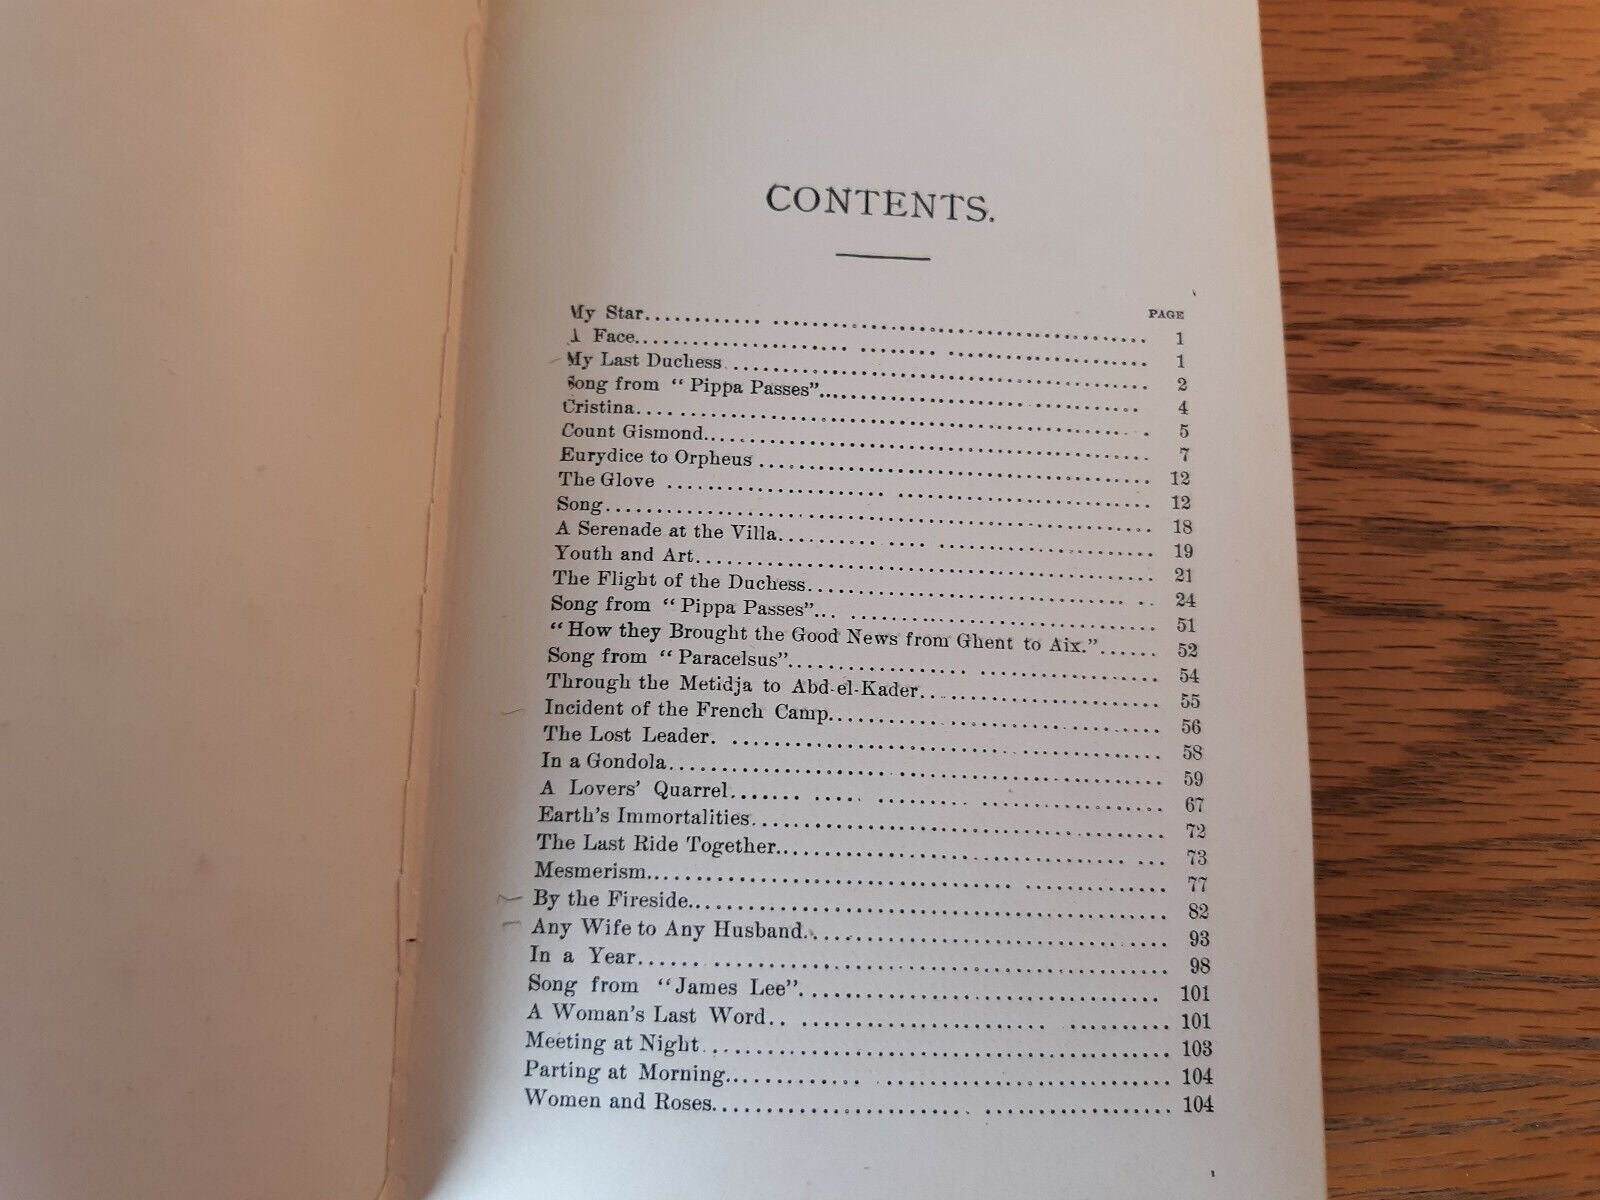 CONTENTS.
PAGE
My Star 1
A Face 1
My Last Duchess 2
Song from "Pippa Passes" 4
Cristina 5
Count Gismond 7
Eurydice to Orpheus 12
The Glove 12
Song 18
A Serenade at the Villa 19
Youth and Art 21
The Flight of the Duchess 24
Song from "Pippa Passes" 51
"How they Brought the Good News from Ghent to Aix." 52
Song from "Paracelsus" 54
Through the Metidja to Abd-el-Kader 55
Incident of the French Camp 56
The Lost Leader 58
In a Gondola 59
A Lovers' Quarrel 67
Earth's Immortalities 72
The Last Ride Together 73
Mesmerism 77
By the Fireside 82
Any Wife to Any Husband 93
In a Year 98
Song from "James Lee" 101
A Woman's Last Word 101
Meeting at Night 103
Parting at Morning 104
Women and Roses 104
1